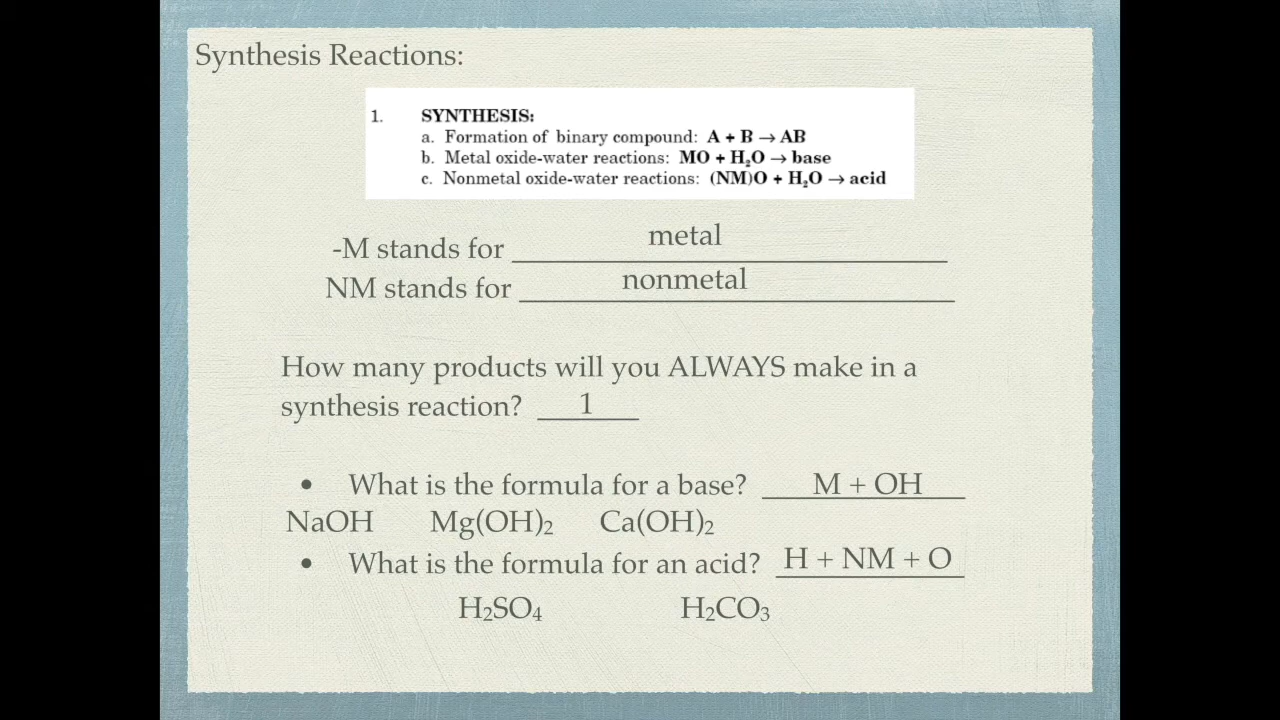 Synthesis Reactions:
1. SYNTHESIS:
a. Formation of binary compound: A + B → AB
b. Metal oxide-water reactions: MO + H₂O → base
c. Nonmetal oxide-water reactions: (NM)O + H₂O → acid
-M stands for metal
NM stands for nonmetal
How many products will you ALWAYS make in a
synthesis reaction? 1
• What is the formula for a base? M + OH
NaOH Mg(OH)₂ Ca(OH)₂
• What is the formula for an acid? H + NM + O
H₂SO₄ H₂CO₃